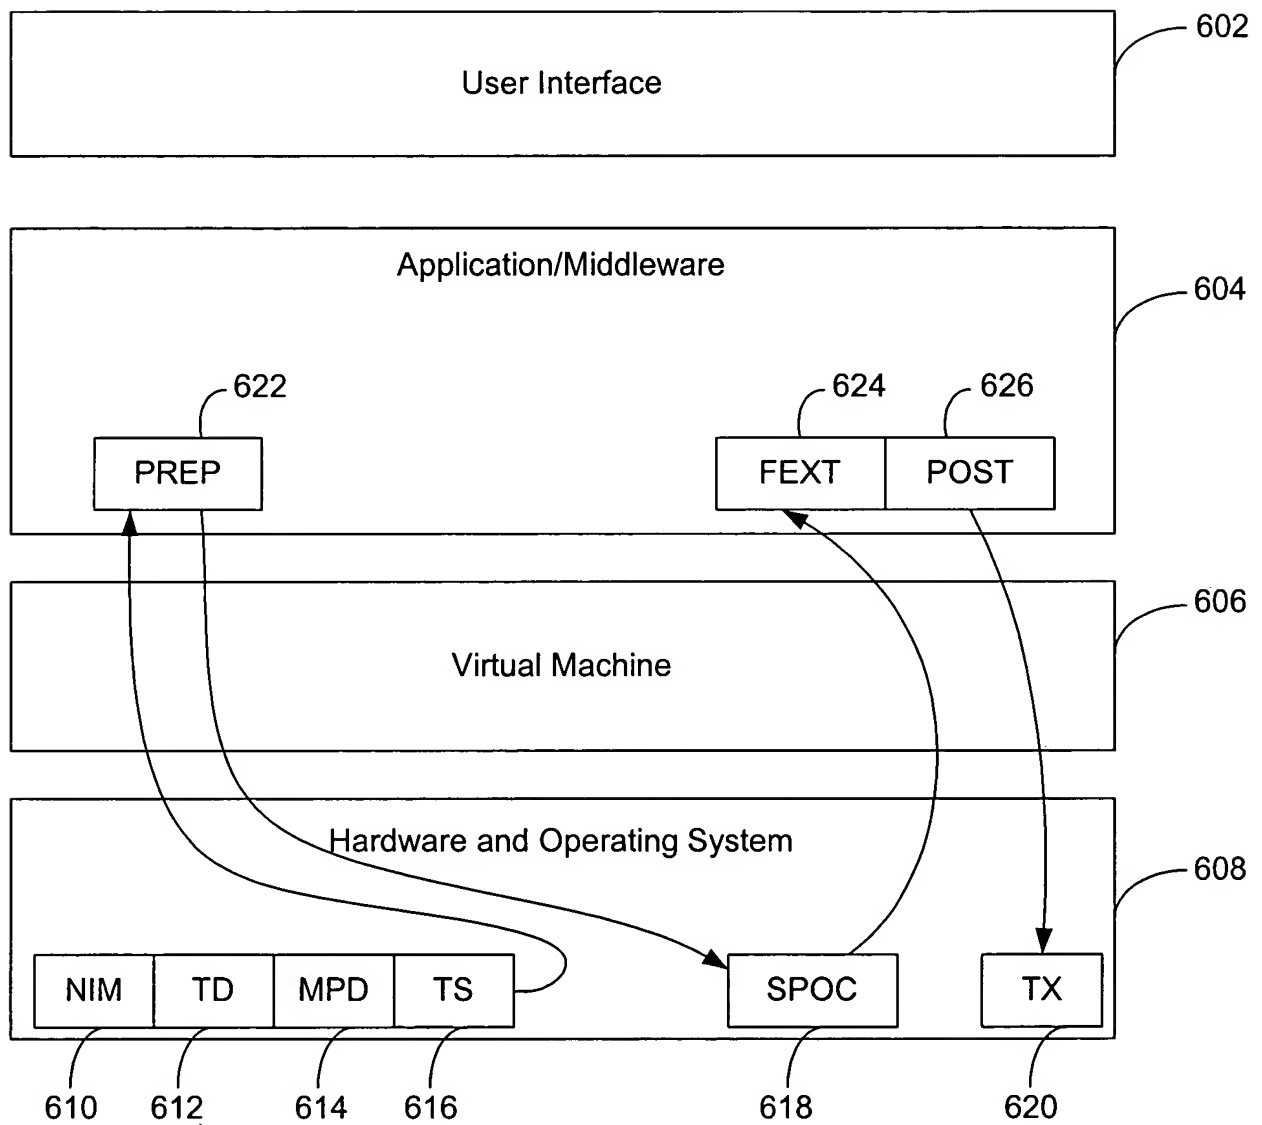 602
User Interface
Application/Middleware
604
622
624
626
PREP
FEXT
POST
606
Virtual Machine
Hardware and Operating System
608
NIM
TD
MPD
TS
SPOC
TX
610
612
614
616
618
620